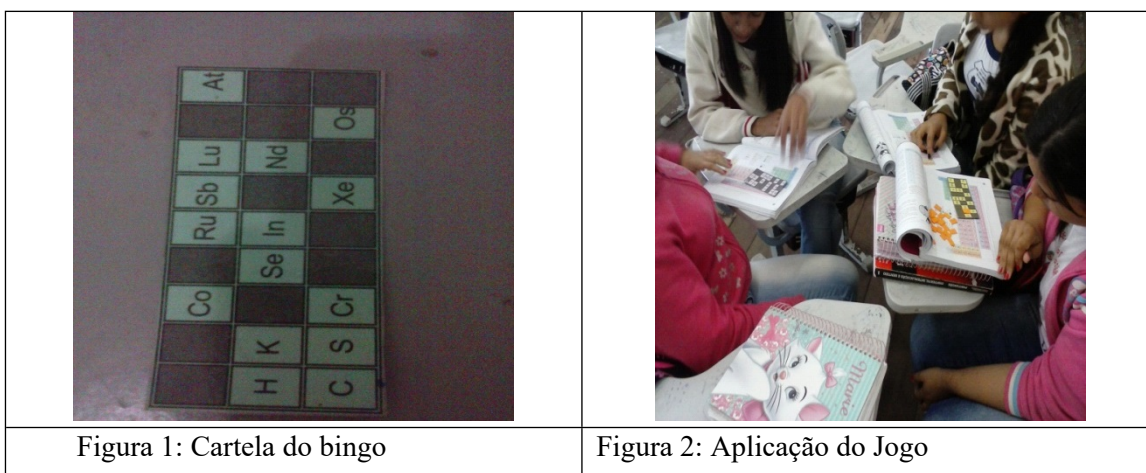 Co Ru Sb Lu At
H K Se In Nd
C S Cr Xe Os
Marie
Figura 1: Cartela do bingo
Figura 2: Aplicação do Jogo